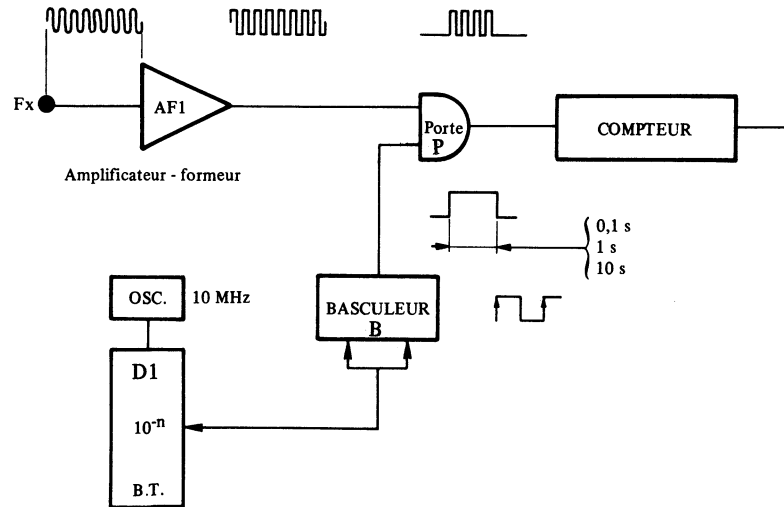 Fx
AF1
Porte
P
COMPTEUR
Amplificateur - formeur
0,1 s
1 s
10 s
OSC.
10 MHz
BASCULEUR
B
D1
10⁻ⁿ
B.T.